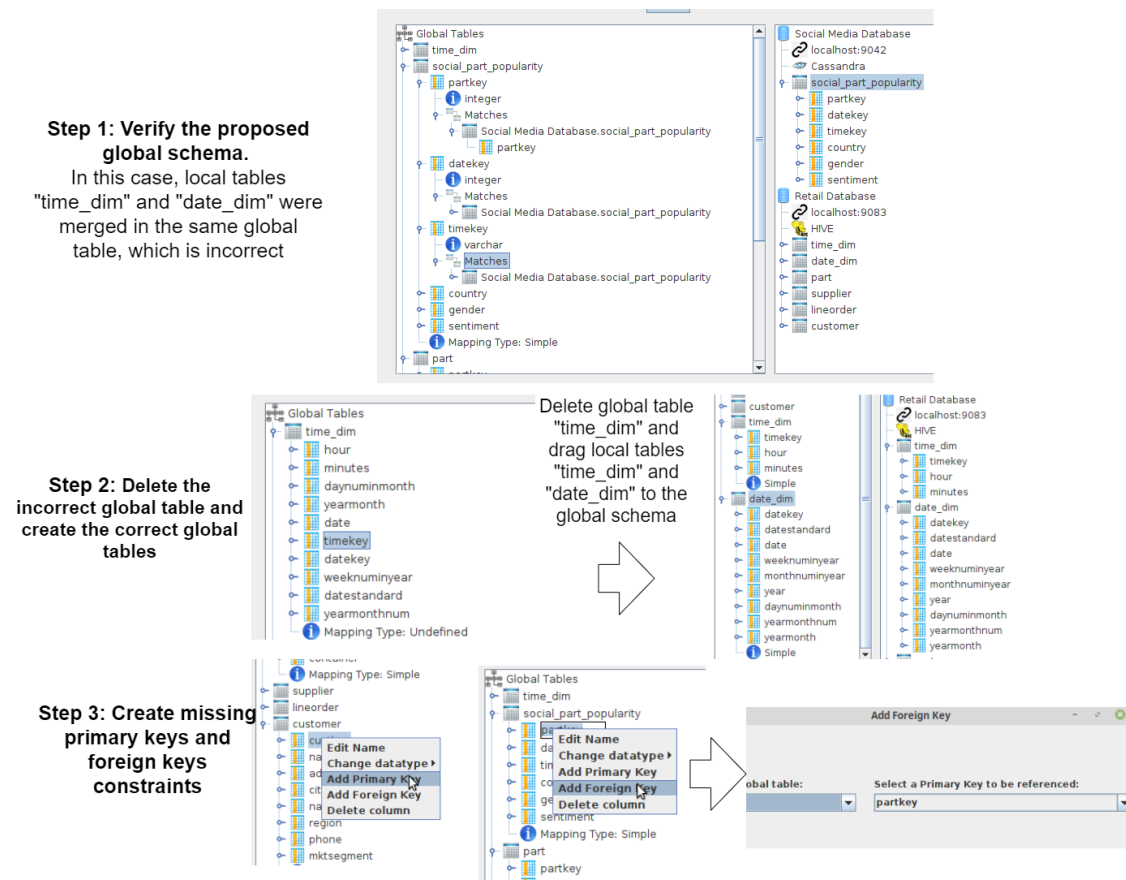 Step 1: Verify the proposed
global schema.
In this case, local tables
"time_dim" and "date_dim" were
merged in the same global
table, which is incorrect
Global Tables
time_dim
social_part_popularity
partkey
integer
Matches
Social Media Database.social_part_popularity
partkey
datekey
integer
Matches
Social Media Database.social_part_popularity
timekey
varchar
Matches
Social Media Database.social_part_popularity
country
gender
sentiment
Mapping Type: Simple
part
Social Media Database
localhost:9042
Cassandra
social_part_popularity
partkey
datekey
timekey
country
gender
sentiment
Retail Database
localhost:9083
HIVE
time_dim
date_dim
part
supplier
lineorder
customer
Step 2: Delete the
incorrect global table and
create the correct global
tables
Global Tables
time_dim
hour
minutes
daynuminmonth
yearmonth
date
timekey
datekey
weeknuminyear
datestandard
yearmonthnum
Mapping Type: Undefined
Delete global table
"time_dim" and
drag local tables
"time_dim" and
"date_dim" to the
global schema
customer
time_dim
timekey
hour
minutes
Simple
date_dim
datekey
datestandard
date
weeknuminyear
monthnuminyear
year
daynuminmonth
yearmonthnum
yearmonth
Simple
Retail Database
localhost:9083
HIVE
time_dim
timekey
hour
minutes
date_dim
datekey
datestandard
date
weeknuminyear
monthnuminyear
year
daynuminmonth
yearmonthnum
yearmonth
Step 3: Create missing
primary keys and
foreign keys
constraints
Mapping Type: Simple
supplier
lineorder
customer
Edit Name
Change datatype
Add Primary Key
Add Foreign Key
Delete column
region
phone
mktsegment
Global Tables
time_dim
social_part_popularity
Edit Name
Change datatype
Add Primary Key
Add Foreign Key
Delete column
sentiment
Mapping Type: Simple
part
partkey
Add Foreign Key
obal table:
Select a Primary Key to be referenced:
partkey